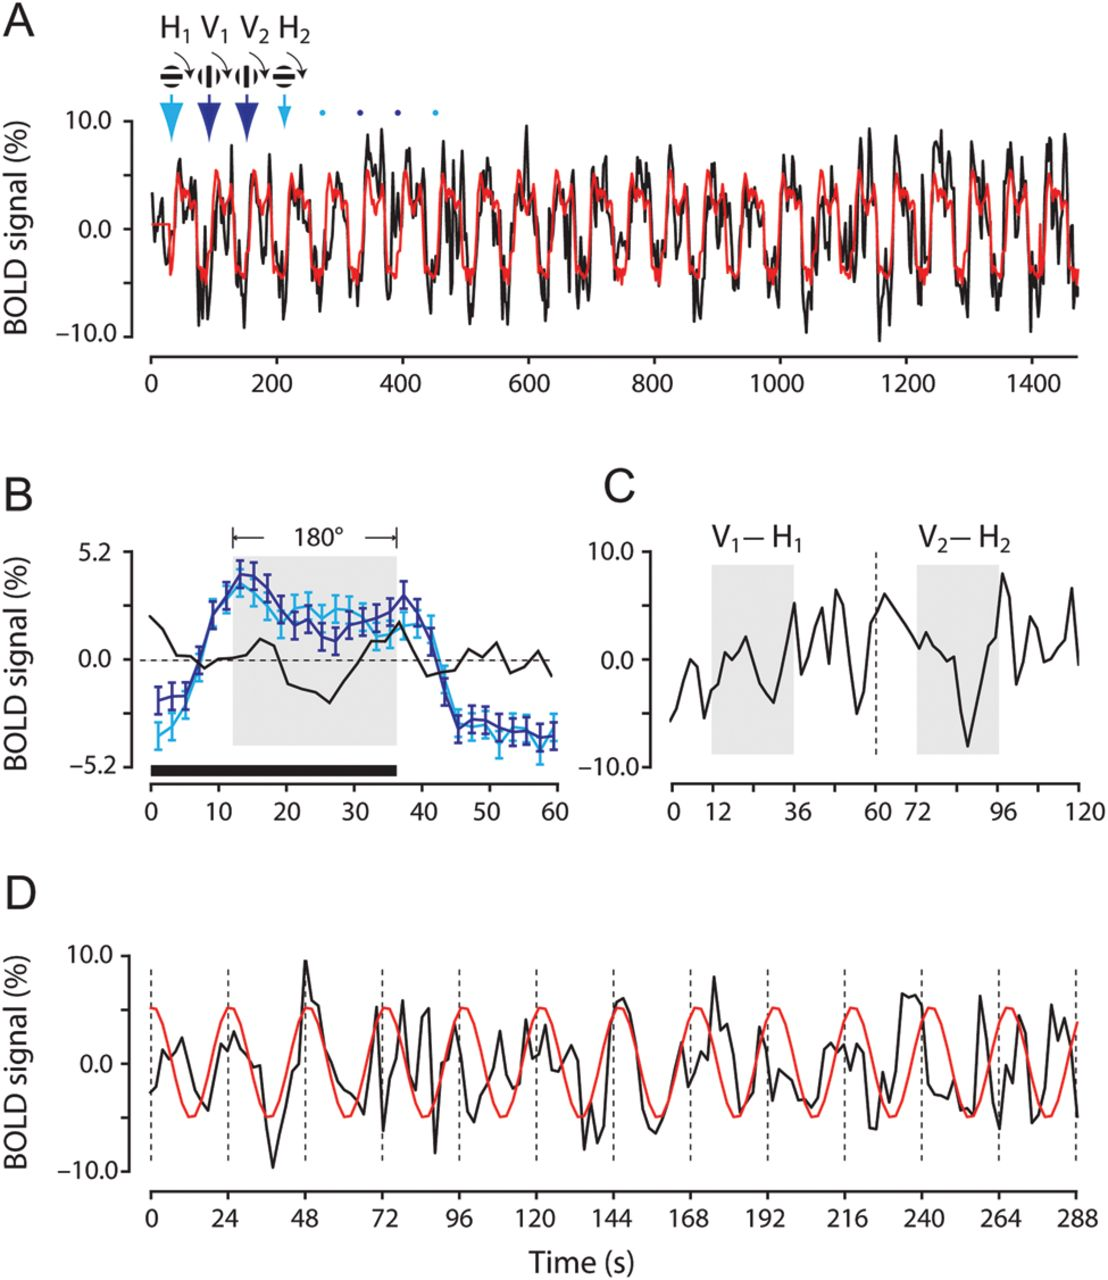 A
H1 V1 V2 H2
10.0
0.0
–10.0
BOLD signal (%)
0 200 400 600 800 1000 1200 1400
B
180°
5.2
0.0
–5.2
BOLD signal (%)
0 10 20 30 40 50 60
C
V1– H1 V2– H2
10.0
0.0
–10.0
0 12 36 60 72 96 120
D
10.0
0.0
–10.0
BOLD signal (%)
0 24 48 72 96 120 144 168 192 216 240 264 288
Time (s)